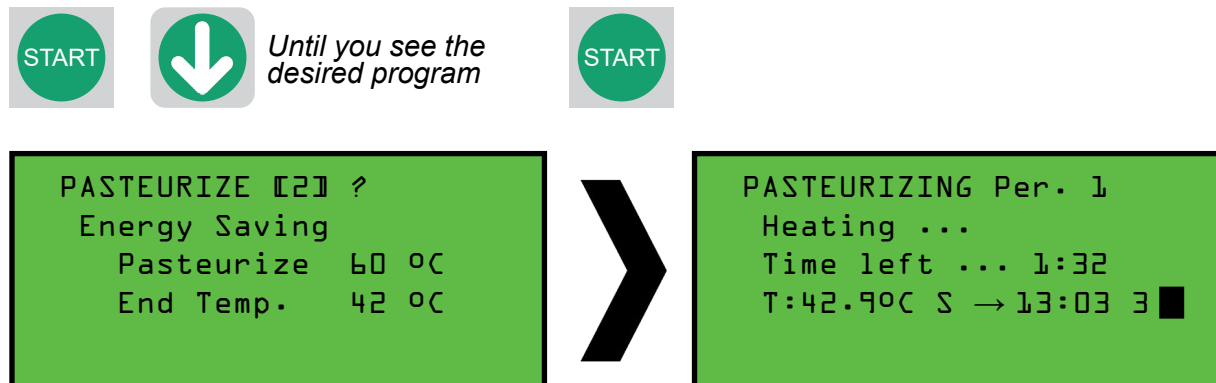 START
Until you see the
desired program
START
PASTEURIZE [2] ?
Energy Saving
Pasteurize 60 ºC
End Temp. 42 ºC
PASTEURIZING Per. 1
Heating ...
Time left ... 1:32
T:42.9ºC S →13:03 3